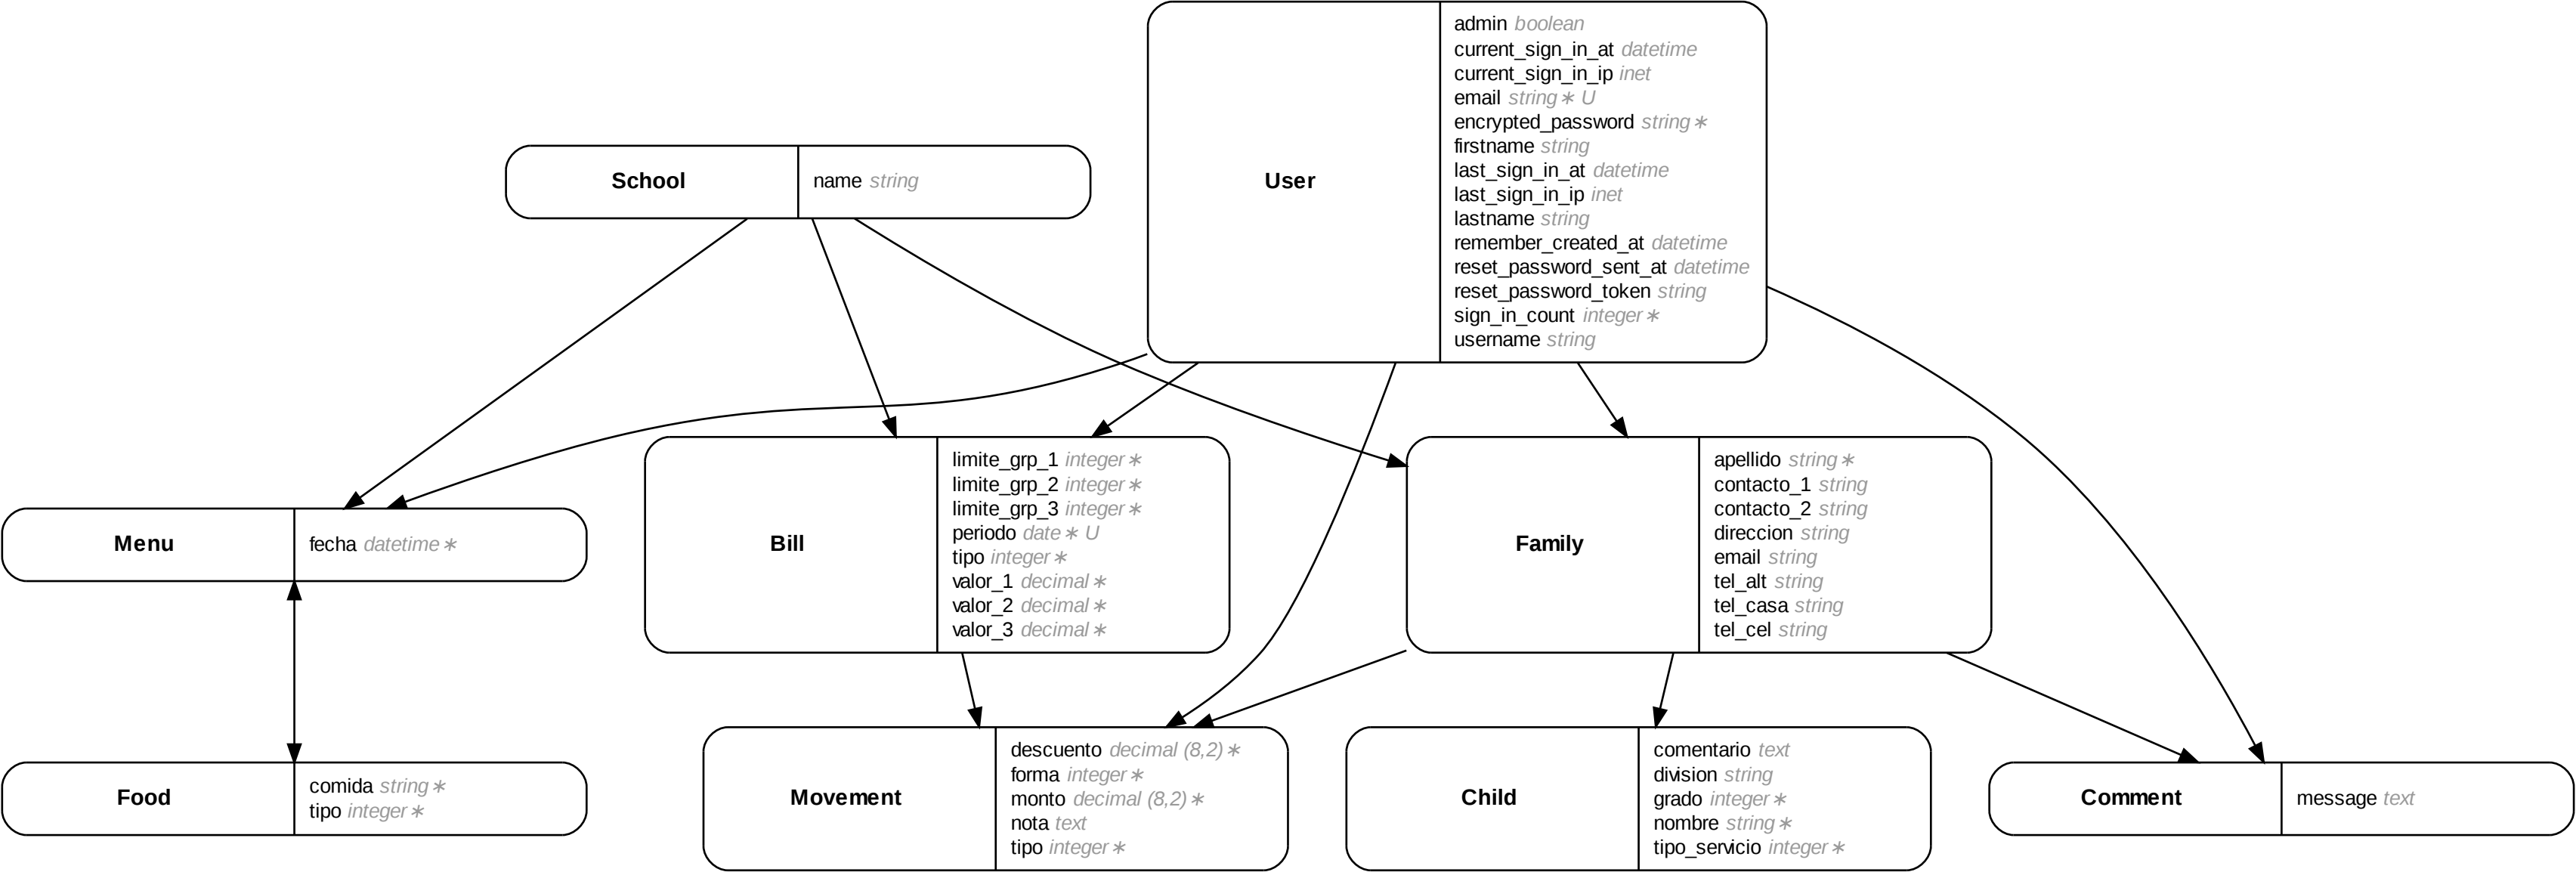 School
name string
User
admin boolean
current_sign_in_at datetime
current_sign_in_ip inet
email string∗ U
encrypted_password string∗
firstname string
last_sign_in_at datetime
last_sign_in_ip inet
lastname string
remember_created_at datetime
reset_password_sent_at datetime
reset_password_token string
sign_in_count integer∗
username string
Menu
fecha datetime∗
Bill
limite_grp_1 integer∗
limite_grp_2 integer∗
limite_grp_3 integer∗
periodo date∗ U
tipo integer∗
valor_1 decimal∗
valor_2 decimal∗
valor_3 decimal∗
Family
apellido string∗
contacto_1 string
contacto_2 string
direccion string
email string
tel_alt string
tel_casa string
tel_cel string
Food
comida string∗
tipo integer∗
Movement
descuento decimal (8,2)∗
forma integer∗
monto decimal (8,2)∗
nota text
tipo integer∗
Child
comentario text
division string
grado integer∗
nombre string∗
tipo_servicio integer∗
Comment
message text